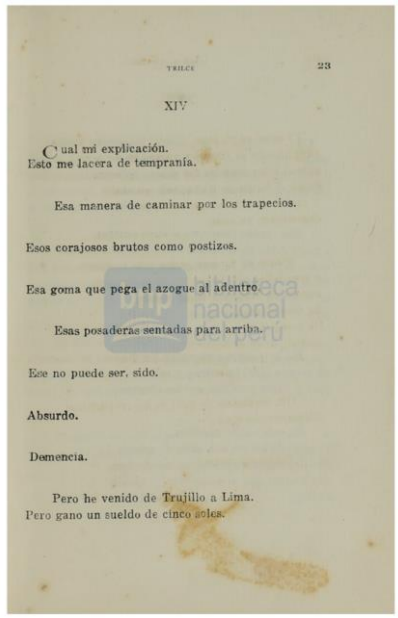 TRILCE 23
XIV
Cual mi explicación.
Esto me lacera de tempranía.
Esa manera de caminar por los trapecios.
Esos corajosos brutos como postizos.
Esa goma que pega el azogue al adentro.
Esas posaderas sentadas para arriba.
Ese no puede ser, sido.
Absurdo.
Demencia.
Pero he venido de Trujillo a Lima.
Pero gano un sueldo de cinco soles.
bnp biblioteca
nacional
del perú